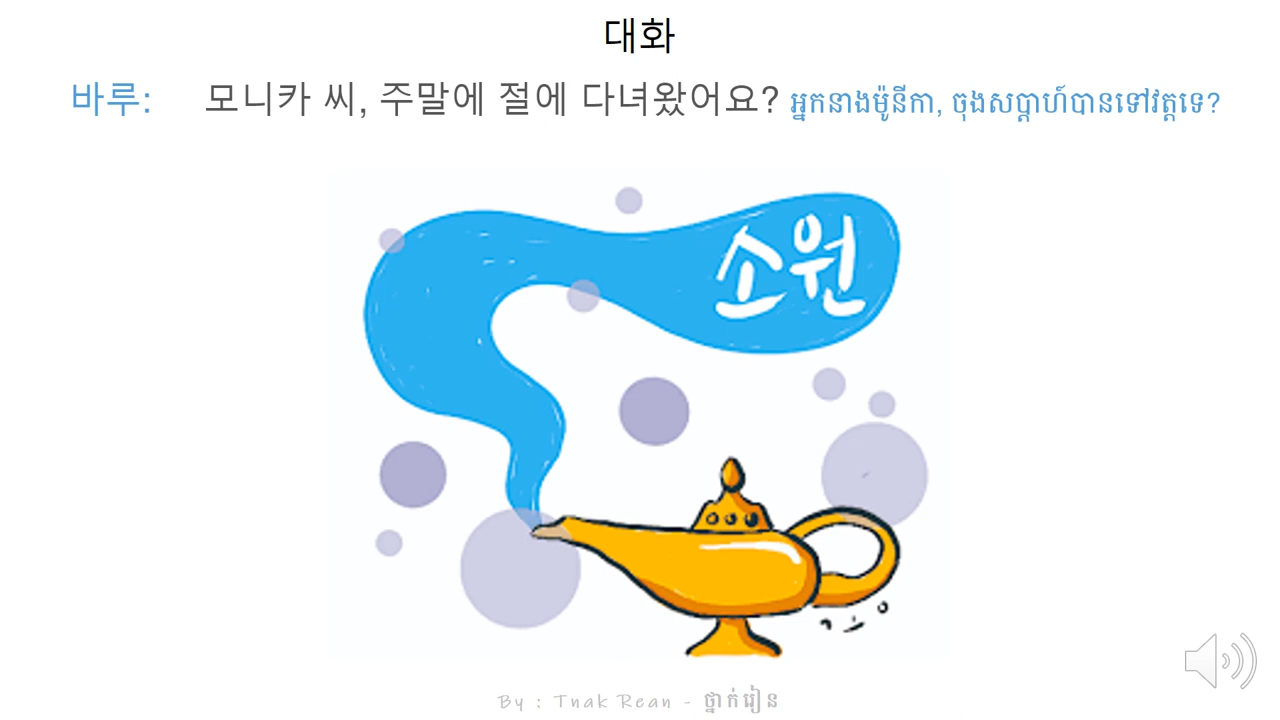 대화
바루: 모니카 씨, 주말에 절에 다녀왔어요? អ្នកនាងម៉ូនីកា, ចុងសប្តាហ៍បានទៅវត្តទេ?
소원
By : Tnak Rean - ថ្នាក់រៀន